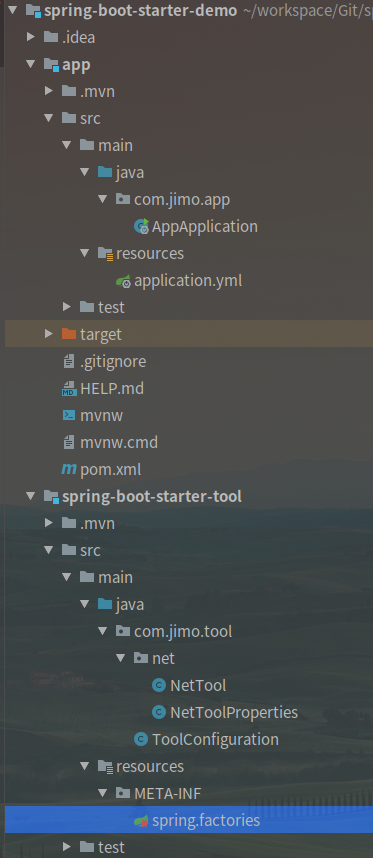 spring-boot-starter-demo ~/workspace/Git/sp
.idea
app
.mvn
src
main
java
com.jimo.app
AppApplication
resources
application.yml
test
target
.gitignore
HELP.md
mvnw
mvnw.cmd
pom.xml
spring-boot-starter-tool
.mvn
src
main
java
com.jimo.tool
net
NetTool
NetToolProperties
ToolConfiguration
resources
META-INF
spring.factories
test